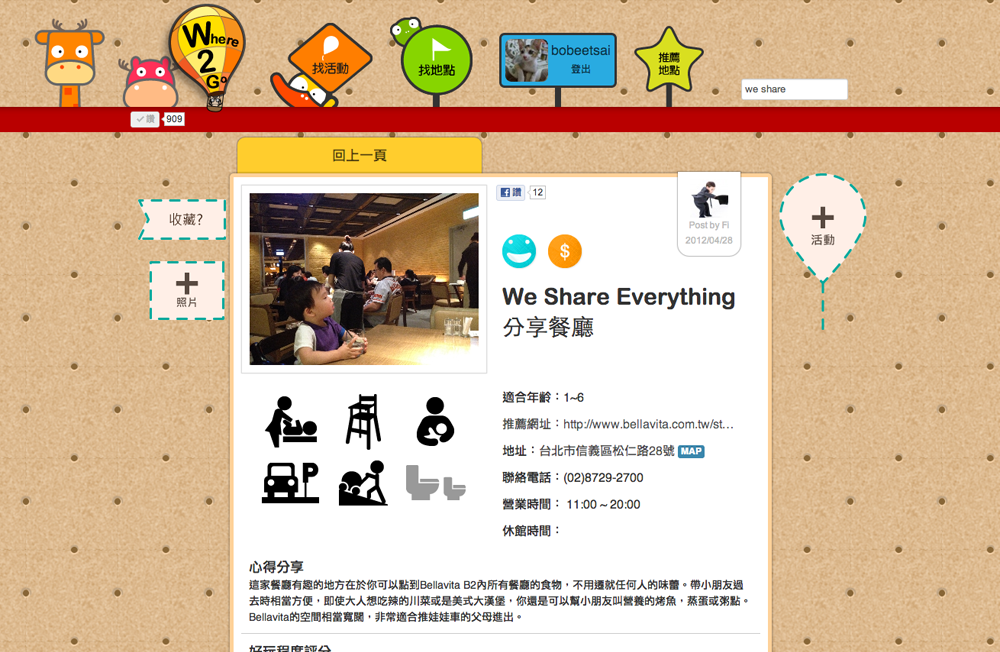 Where
2
Go
找活動
找地點
bobeetsai
登出
推薦
地點
we share
讚 909
回上一頁
收藏?
照片
讚 12
Post by Fi
2012/04/28
活動
We Share Everything
分享餐廳
適合年齡：1~6
推薦網址：http://www.bellavita.com.tw/st...
地址：台北市信義區松仁路28號 MAP
聯絡電話：(02)8729-2700
營業時間： 11:00 ~ 20:00
休館時間：
P
心得分享
這家餐廳有趣的地方在於你可以點到Bellavita B2內所有餐廳的食物，不用遷就任何人的味蕾。帶小朋友過
去時相當方便，即使大人想吃辣的川菜或是美式大漢堡，你還是可以幫小朋友叫營養的烤魚，蒸蛋或粥點。
Bellavita的空間相當寬闊，非常適合推娃娃車的父母進出。
好玩程度評分